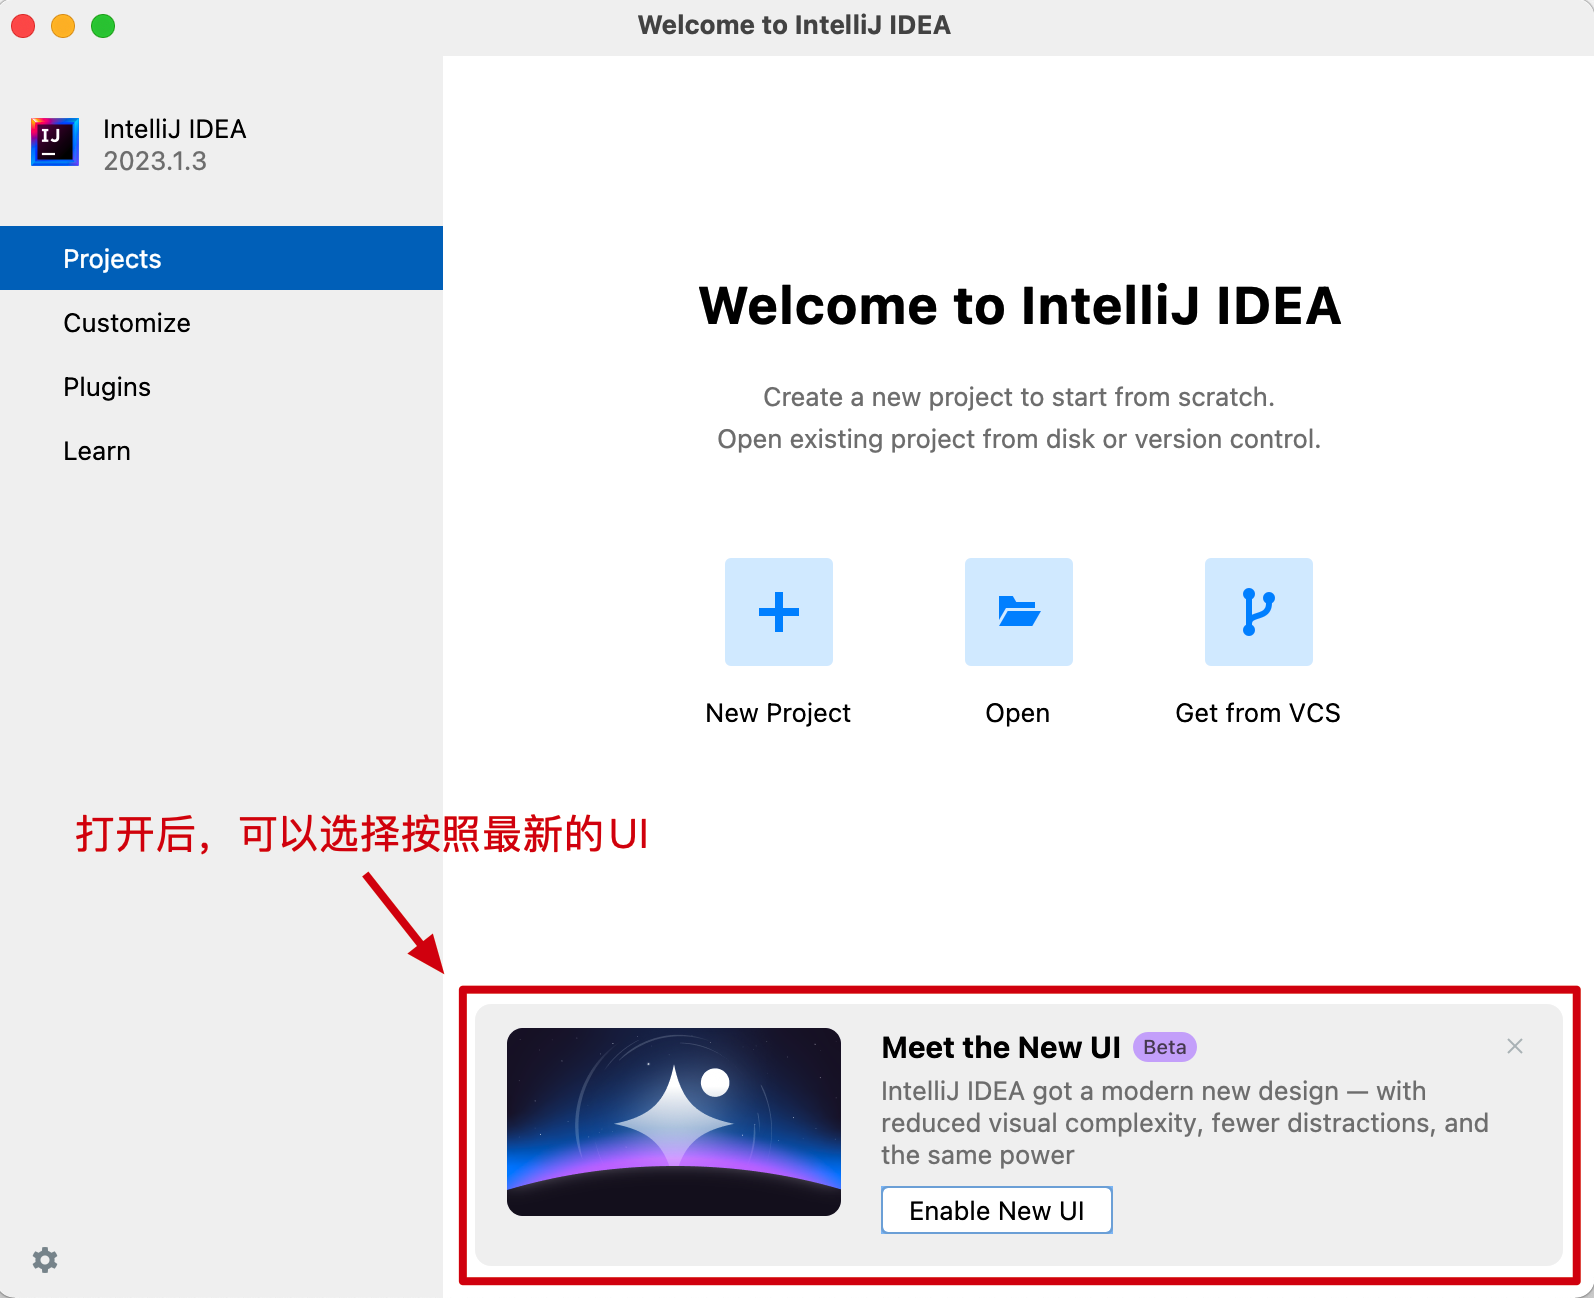 Welcome to IntelliJ IDEA
IJ
IntelliJ IDEA
2023.1.3
Projects
Customize
Plugins
Learn
Welcome to IntelliJ IDEA
Create a new project to start from scratch.
Open existing project from disk or version control.
New Project
Open
Get from VCS
打开后，可以选择按照最新的UI
Meet the New UI Beta
IntelliJ IDEA got a modern new design — with
reduced visual complexity, fewer distractions, and
the same power
Enable New UI